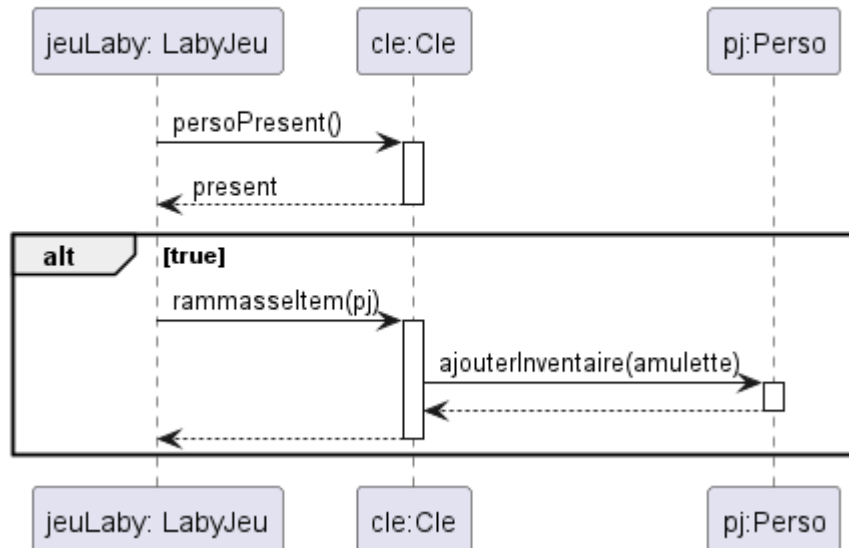 jeuLaby: LabyJeu cle:Cle pj:Perso
persoPresent()
present
alt [true]
rammasseItem(pj)
ajouterInventaire(amulette)
jeuLaby: LabyJeu cle:Cle pj:Perso